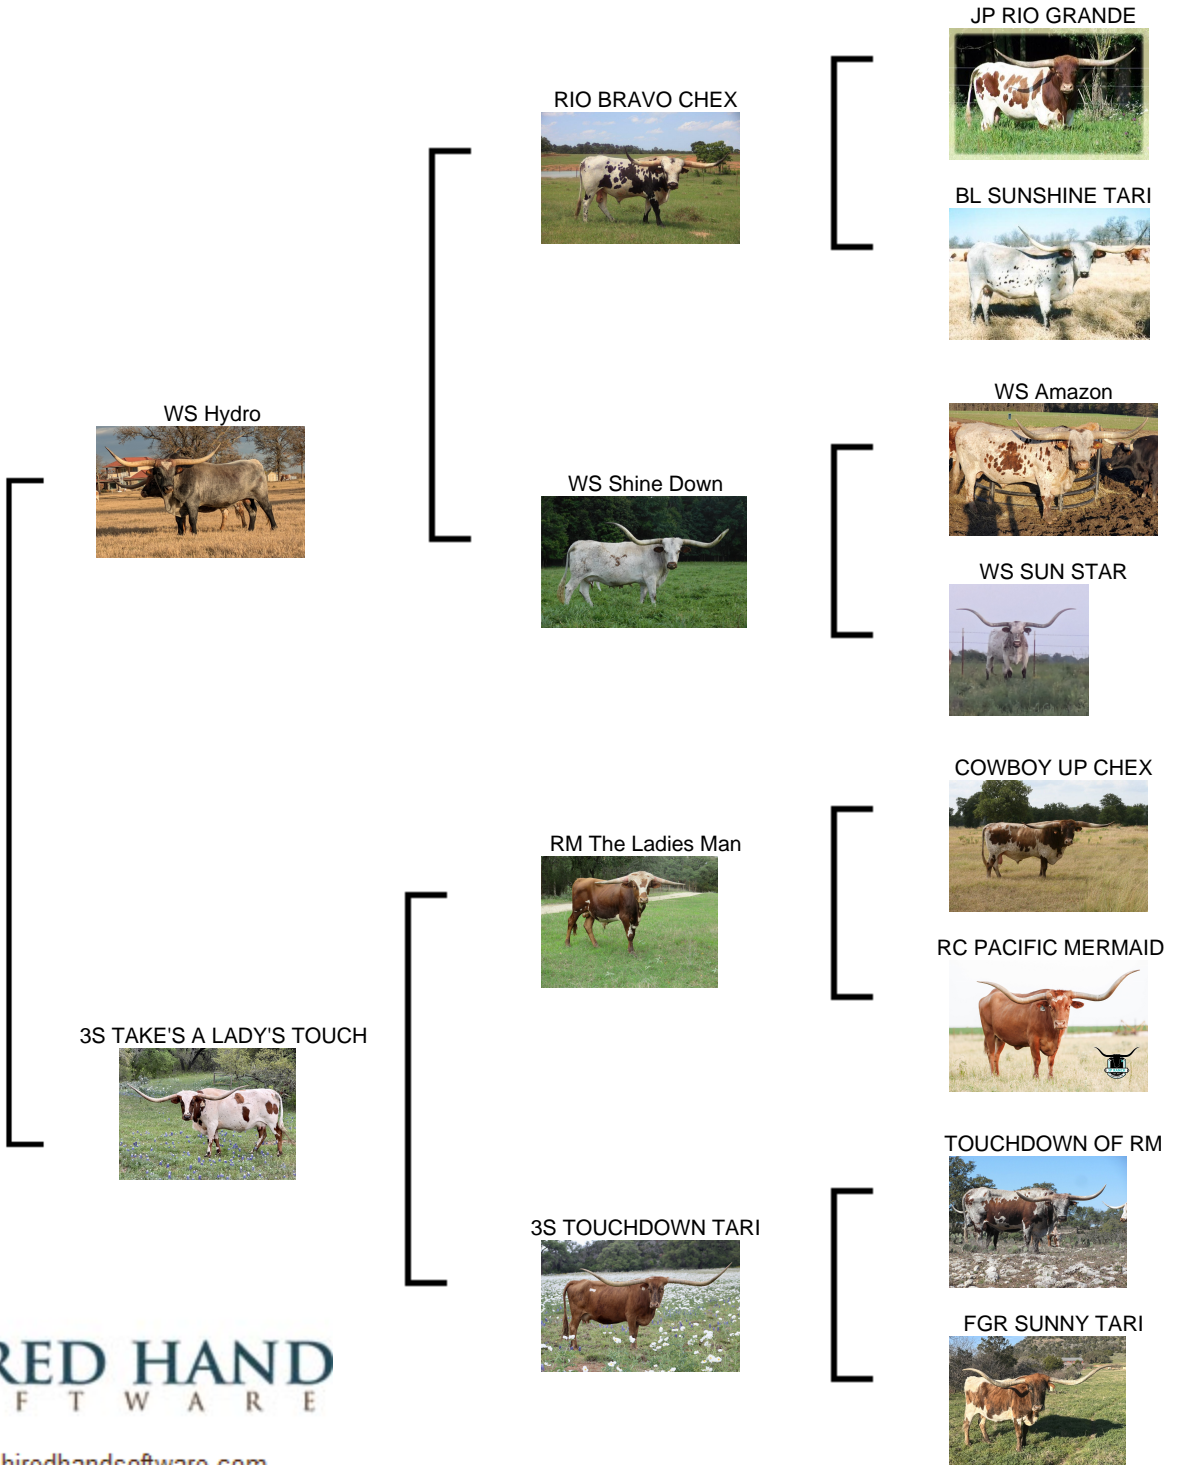 JP RIO GRANDE
RIO BRAVO CHEX
BL SUNSHINE TARI
WS Amazon
WS Hydro
WS Shine Down
WS SUN STAR
COWBOY UP CHEX
RM The Ladies Man
RC PACIFIC MERMAID
3S TAKE'S A LADY'S TOUCH
TOUCHDOWN OF RM
3S TOUCHDOWN TARI
FGR SUNNY TARI
RED HAND
F T W A R E
hiredhandsoftware.com